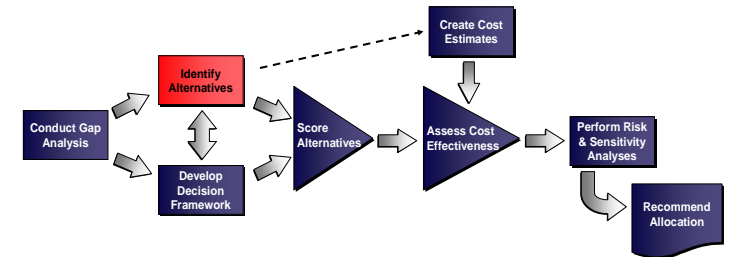 Create Cost
Estimates
Identify
Alternatives
Conduct Gap
Analysis
Score
Alternatives
Assess Cost
Effectiveness
Perform Risk
& Sensitivity
Analyses
Develop
Decision
Framework
Recommend
Allocation